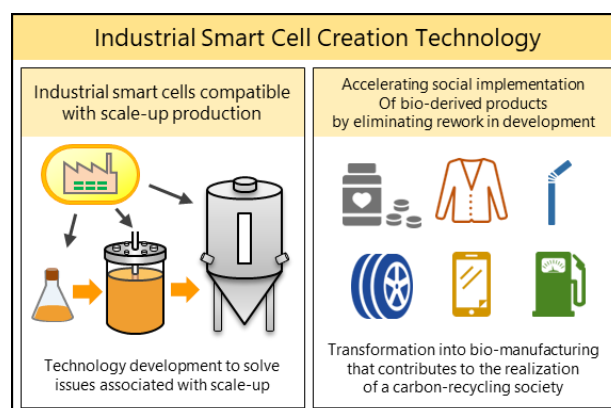 Industrial Smart Cell Creation Technology
Industrial smart cells compatible
with scale-up production
Technology development to solve
issues associated with scale-up
Accelerating social implementation
Of bio-derived products
by eliminating rework in development
Transformation into bio-manufacturing
that contributes to the realization
of a carbon-recycling society